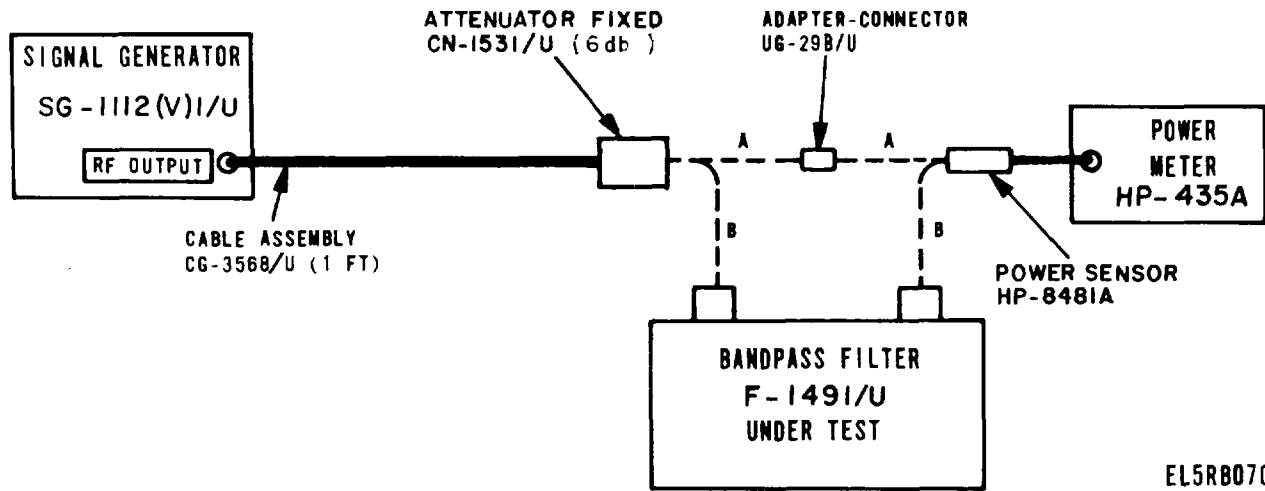 SIGNAL GENERATOR
SG-1112(V)1/U
RF OUTPUT
CABLE ASSEMBLY
CG-3568/U (1 FT)
ATTENUATOR FIXED
CN-1531/U (6db )
ADAPTER-CONNECTOR
UG-29B/U
A
A
B
B
POWER SENSOR
HP-8481A
POWER
METER
HP-435A
BANDPASS FILTER
F-1491/U
UNDER TEST
EL5RB070